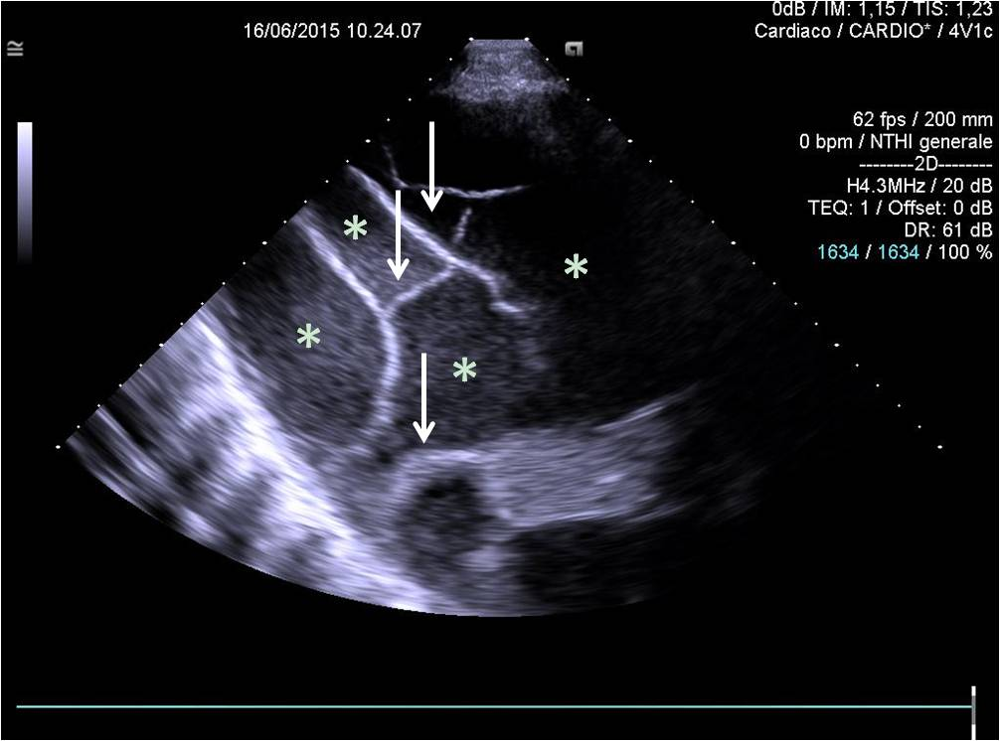 0dB / IM: 1,15 / TIS: 1,23
16/06/2015 10.24.07
Cardiaco / CARDIO* / 4V1c
62 fps / 200 mm
0 bpm / NTHI generale
--------2D--------
H4.3MHz / 20 dB
TEQ: 1 / Offset: 0 dB
DR: 61 dB
1634 / 1634 / 100 %